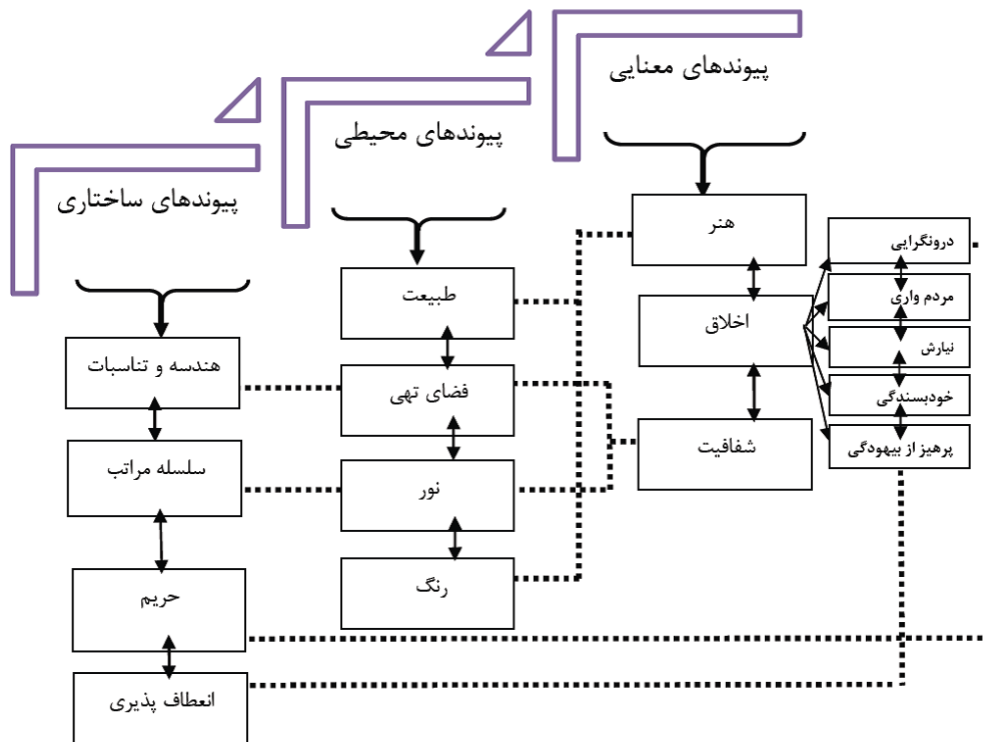 پیوندهای معنایی
هنر
اخلاق
شفافیت
درونگرایی
مردم واری
نیارش
خودبسندگی
پرهیز از بیهودگی
پیوندهای محیطی
طبیعت
فضای تهی
نور
رنگ
پیوندهای ساختاری
هندسه و تناسبات
سلسله مراتب
حریم
انعطاف پذیری